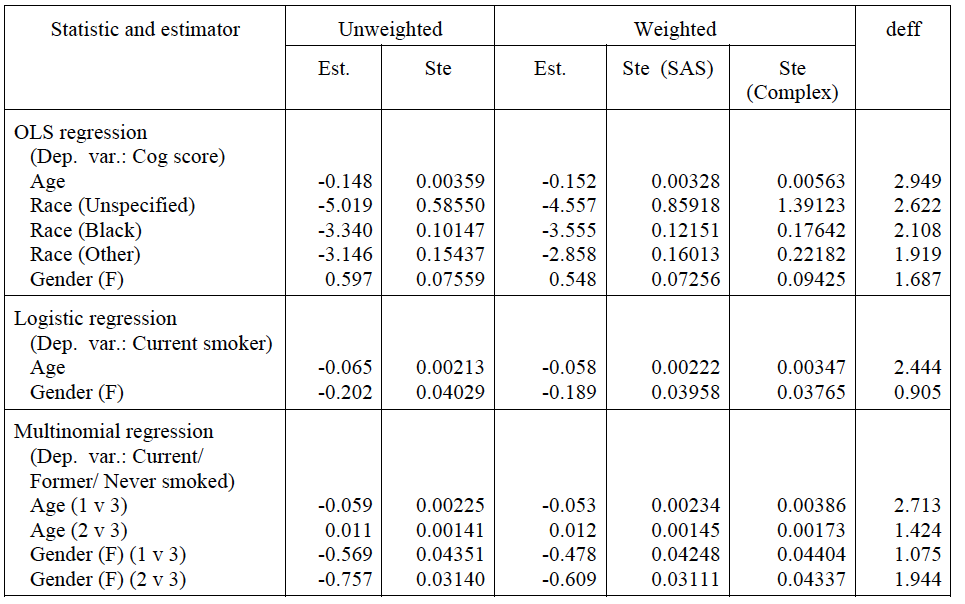 Statistic and estimator Unweighted Weighted deff
Est. Ste Est. Ste (SAS) Ste
(Complex)
OLS regression
(Dep. var.: Cog score)
Age -0.148 0.00359 -0.152 0.00328 0.00563 2.949
Race (Unspecified) -5.019 0.58550 -4.557 0.85918 1.39123 2.622
Race (Black) -3.340 0.10147 -3.555 0.12151 0.17642 2.108
Race (Other) -3.146 0.15437 -2.858 0.16013 0.22182 1.919
Gender (F) 0.597 0.07559 0.548 0.07256 0.09425 1.687
Logistic regression
(Dep. var.: Current smoker)
Age -0.065 0.00213 -0.058 0.00222 0.00347 2.444
Gender (F) -0.202 0.04029 -0.189 0.03958 0.03765 0.905
Multinomial regression
(Dep. var.: Current/
Former/ Never smoked)
Age (1 v 3) -0.059 0.00225 -0.053 0.00234 0.00386 2.713
Age (2 v 3) 0.011 0.00141 0.012 0.00145 0.00173 1.424
Gender (F) (1 v 3) -0.569 0.04351 -0.478 0.04248 0.04404 1.075
Gender (F) (2 v 3) -0.757 0.03140 -0.609 0.03111 0.04337 1.944